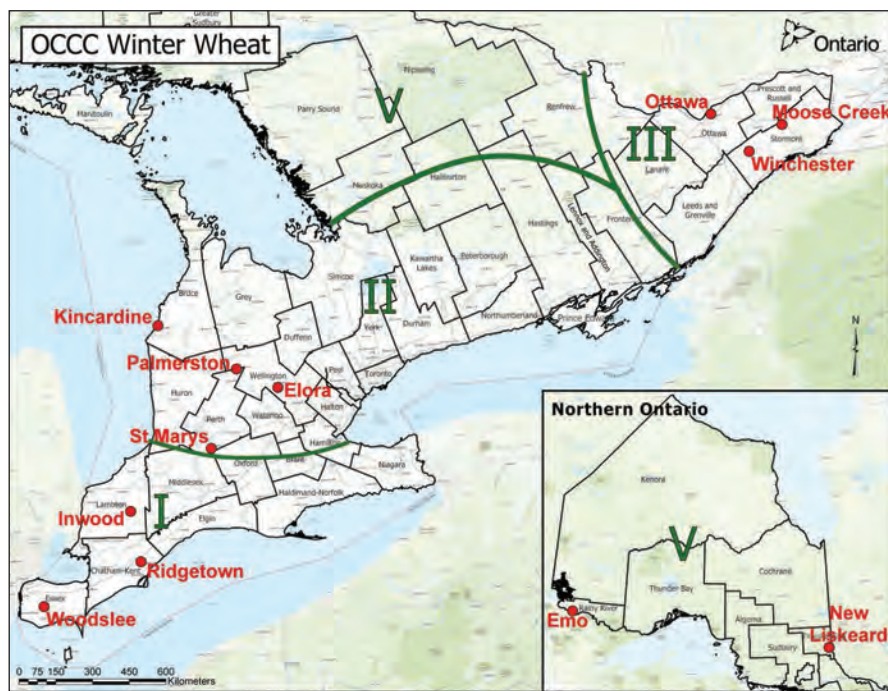 OCCC Winter Wheat
Ontario
Greater
Sudbury
Nipissing
Parry Sound
V
Manitoulin
Renfrew
Ottawa
Prescott and
Russell
Moose Creek
Ottawa
Stormont
III
Winchester
Lanark
Muskoka
Haliburton
Leeds and
Grenville
Hastings
Lennox and Addington
Frontenac
Kawartha
Lakes
Peterborough
Simcoe
Bruce
Grey
II
York
Durham
Northumberland
Prince Edward
Kincardine
Dufferin
N
Palmerston
Wellington
Peel
Toronto
Elora
Huron
Halton
Perth
Waterloo
St Marys
Hamilton
Oxford
Brant
Niagara
Middlesex
Haldimand-Norfolk
Lambton
I
Inwood
Elgin
Chatham-Kent
Ridgetown
Essex
Woodslee
0 75 150 300 450 600
Kilometers
Northern Ontario
Kenora
V
Cochrane
Thunder Bay
Rainy River
Emo
Algoma
Sudbury
New
Liskeard